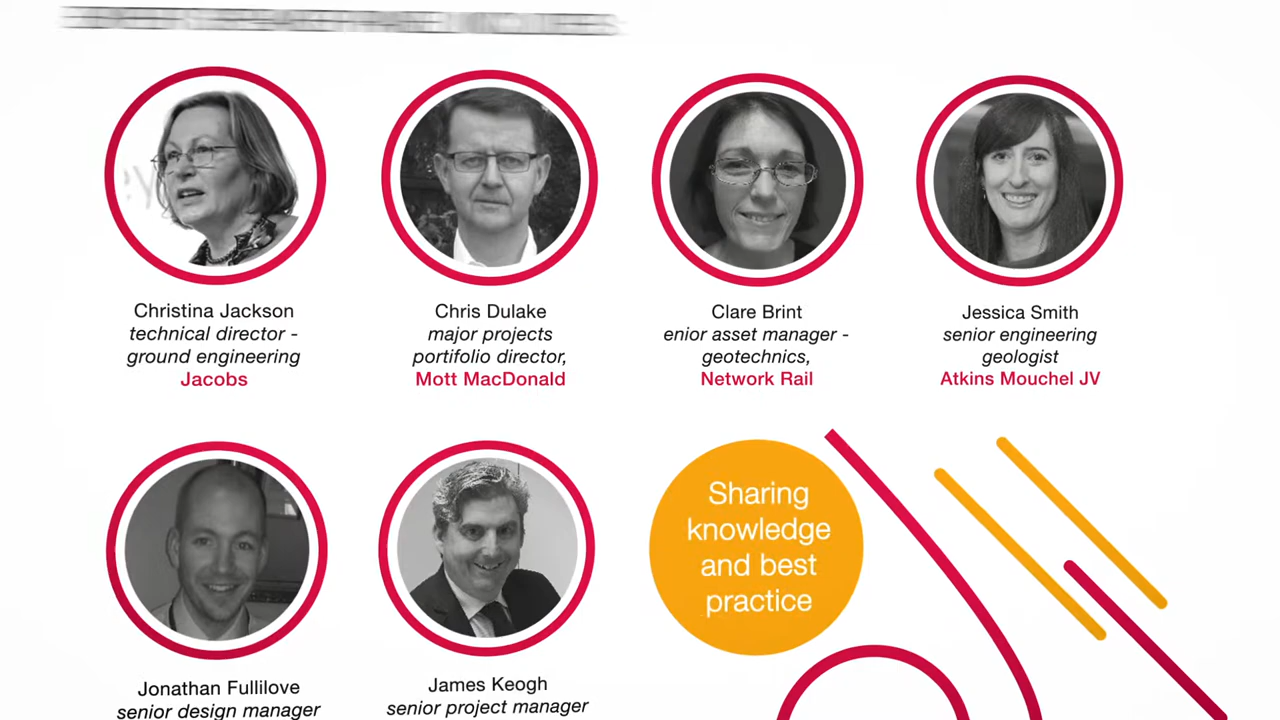 Christina Jackson
technical director -
ground engineering
Jacobs
Chris Dulake
major projects
portifolio director,
Mott MacDonald
Clare Brint
enior asset manager -
geotechnics,
Network Rail
Jessica Smith
senior engineering
geologist
Atkins Mouchel JV
Jonathan Fullilove
senior design manager
James Keogh
senior project manager
Sharing
knowledge
and best
practice